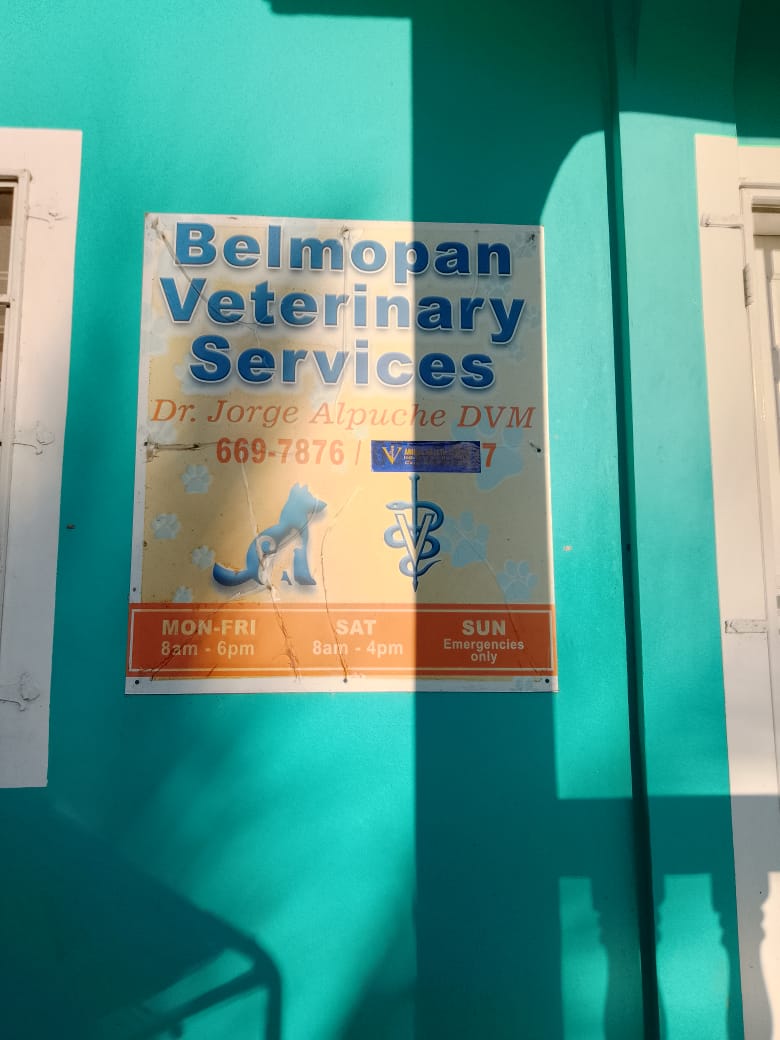 Belmopan
Veterinary
Services
Dr. Jorge Alpuche DVM
669-7876 / 7
V
MON-FRI SAT SUN
8am - 6pm 8am - 4pm Emergencies
only